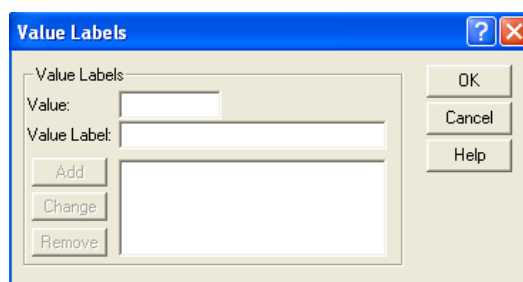 Value Labels
Value Labels
Value:
Value Label:
Add
Change
Remove
OK
Cancel
Help